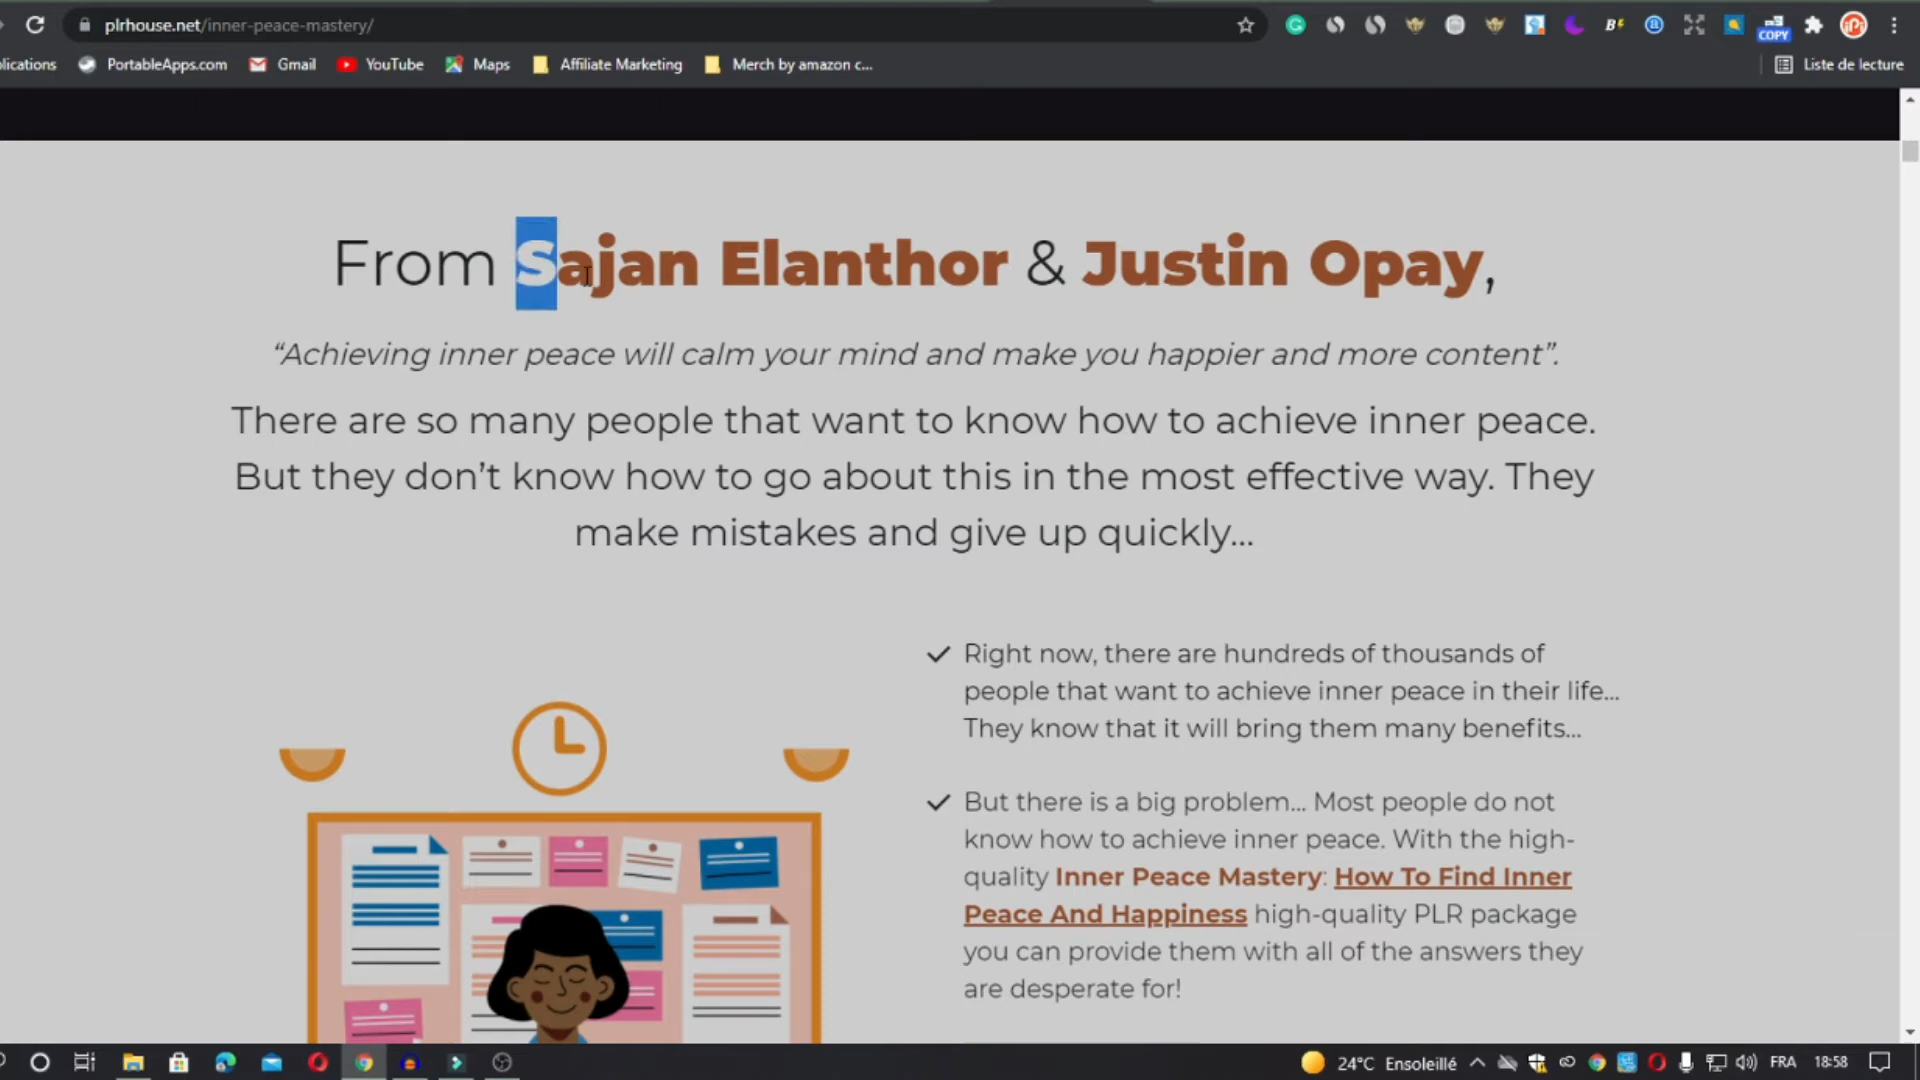 plrhouse.net/inner-peace-mastery/
COPY
lications PortableApps.com Gmail YouTube Maps Affiliate Marketing Merch by amazon c... Liste de lecture
From Sajan Elanthor & Justin Opay,
“Achieving inner peace will calm your mind and make you happier and more content”.
There are so many people that want to know how to achieve inner peace.
But they don’t know how to go about this in the most effective way. They
make mistakes and give up quickly...
Right now, there are hundreds of thousands of
people that want to achieve inner peace in their life...
They know that it will bring them many benefits...
But there is a big problem... Most people do not
know how to achieve inner peace. With the high-
quality Inner Peace Mastery: How To Find Inner
Peace And Happiness high-quality PLR package
you can provide them with all of the answers they
are desperate for!
24°C Ensoleillé FRA 18:58